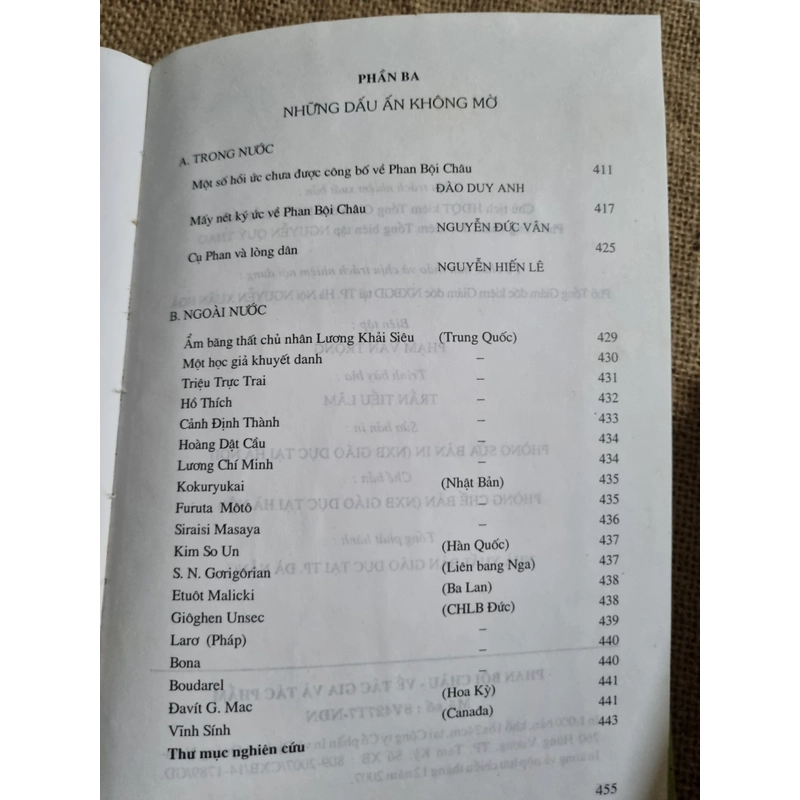 PHẦN BA
NHỮNG DẤU ẤN KHÔNG MỜ
A. TRONG NƯỚC
Một số hồi ức chưa được công bố về Phan Bội Châu 411
ĐÀO DUY ANH
Mấy nét ký ức về Phan Bội Châu 417
NGUYỄN ĐỨC VÂN
Cụ Phan và lòng dân 425
NGUYỄN HIẾN LÊ
B. NGOÀI NƯỚC
Ẩm băng thất chủ nhân Lương Khải Siêu (Trung Quốc) 429
Một học giả khuyết danh – 430
Triệu Trực Trai – 431
Hồ Thích – 432
Cảnh Định Thành – 433
Hoàng Dật Cầu – 434
Lương Chí Minh – 434
Kokuryukai (Nhật Bản) 435
Furuta Môtô – 435
Siraisi Masaya – 436
Kim So Un (Hàn Quốc) 437
S. N. Gơrigôrian (Liên bang Nga) 437
Etuôt Malicki (Ba Lan) 438
Giôghen Unsec (CHLB Đức) 438
Larơ (Pháp) – 439
Bona – 440
Boudarel – 440
Đavít G. Mac (Hoa Kỳ) 441
Vĩnh Sính (Canada) 441
Thư mục nghiên cứu 443
455